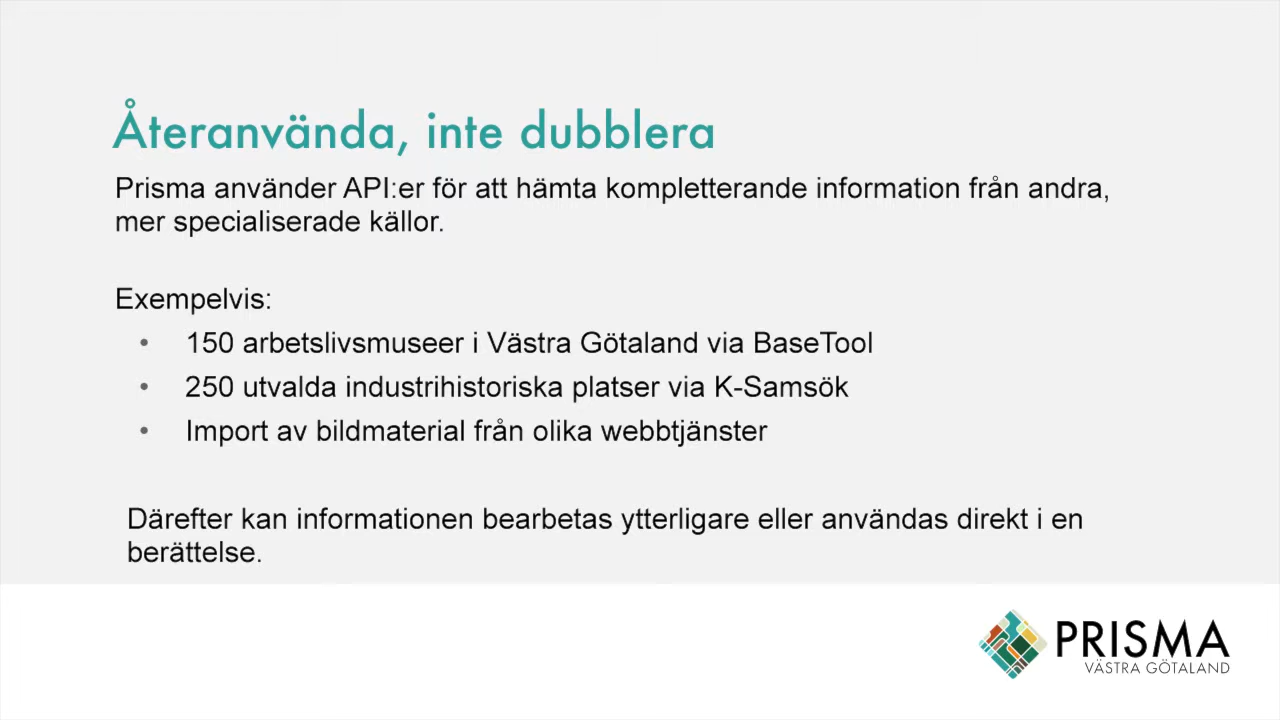 Återanvända, inte dubblera
Prisma använder API:er för att hämta kompletterande information från andra,
mer specialiserade källor.
Exempelvis:
• 150 arbetslivsmuseer i Västra Götaland via BaseTool
• 250 utvalda industrihistoriska platser via K-Samsök
• Import av bildmaterial från olika webbtjänster
Därefter kan informationen bearbetas ytterligare eller användas direkt i en
berättelse.
PRISMA
VÄSTRA GÖTALAND